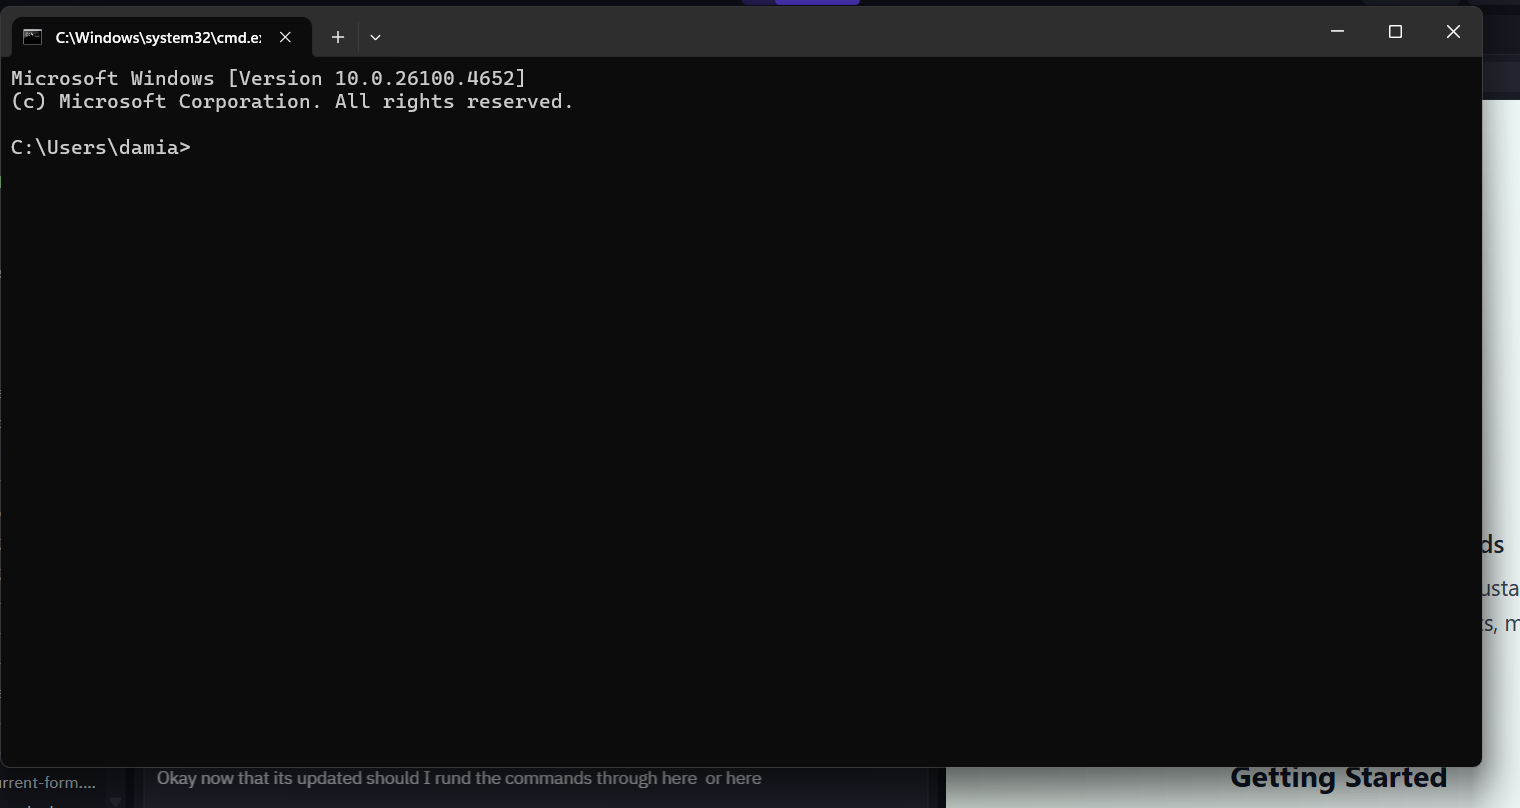 C:\Windows\system32\cmd.e
Microsoft Windows [Version 10.0.26100.4652]
(c) Microsoft Corporation. All rights reserved.
C:\Users\damia>
ds
usta
s, m
urrent-form....
Okay now that its updated should I rund the commands through here  or here
Getting Started